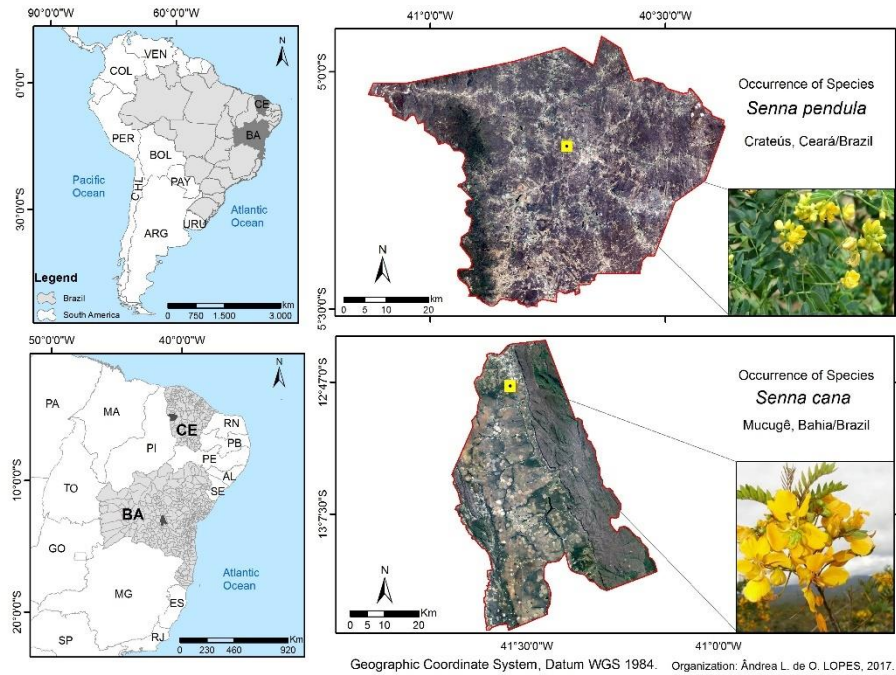 90°0'0"W 60°0'0"W
N
VEN
COL
0°0'0"
CE
BA
PER
BOL
Pacific
Ocean
CHL
PAY
Atlantic
Ocean
30°0'0"S
URU
ARG
Legend
Brazil
South America
km
0 750 1.500 3.000
41°0'0"W 40°30'0"W
5°0'0"S
N
0 5 10 20
km
5°30'0"S
Occurrence of Species
Senna pendula
Crateús, Ceará/Brazil
50°0'0"W 40°0'0"W
N
PA
MA
CE
RN
PB
PI
PE
AL
SE
10°0'0"S
TO
BA
GO
Atlantic
Ocean
MG
ES
20°0'0"S
SP
RJ
Km
0 230 460 920
12°47'0"S
13°7'30"S
N
Km
0 5 10 20
41°30'0"W 41°0'0"W
Occurrence of Species
Senna cana
Mucugê, Bahia/Brazil
Geographic Coordinate System, Datum WGS 1984. Organization: Ândrea L. de O. LOPES, 2017.